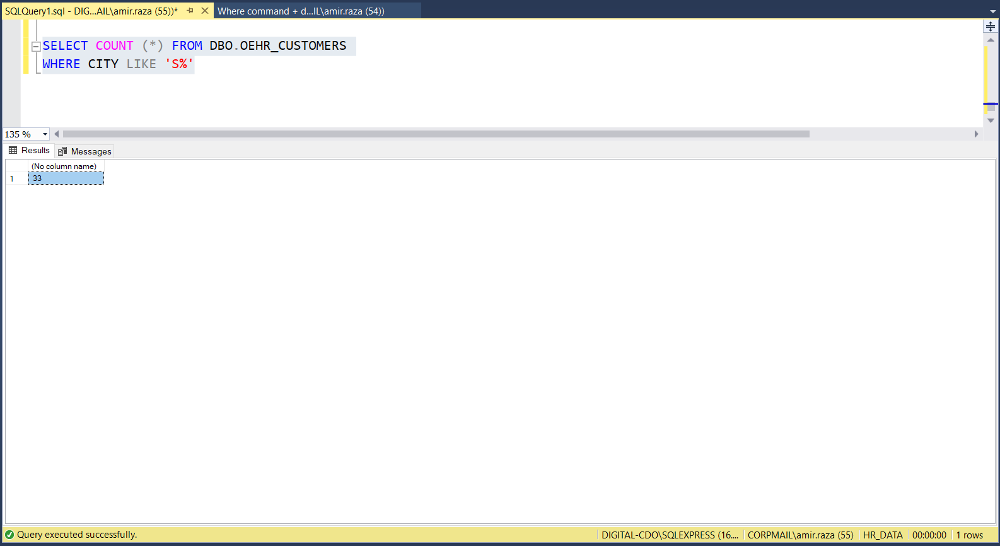 SQLQuery1.sql - DIG...AIL\amir.raza (55))* Where command + d...IL\amir.raza (54))
SELECT COUNT (*) FROM DBO.OEHR_CUSTOMERS
WHERE CITY LIKE 'S%'
135 %
Results Messages
(No column name)
1 33
Query executed successfully. DIGITAL-CDO\SQLEXPRESS (16.... CORPMAIL\amir.raza (55) HR_DATA 00:00:00 1 rows